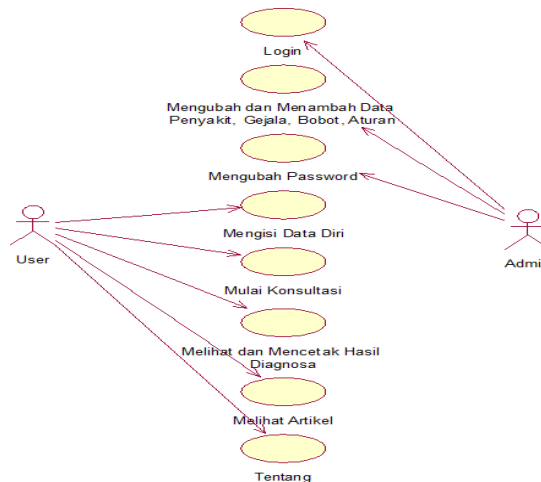 Login
Mengubah dan Menambah Data
Penyakit, Gejala, Bobot, Aturan
Mengubah Password
Mengisi Data Diri
User
Admi
Mulai Konsultasi
Melihat dan Mencetak Hasil
Diagnosa
Melihat Artikel
Tentang